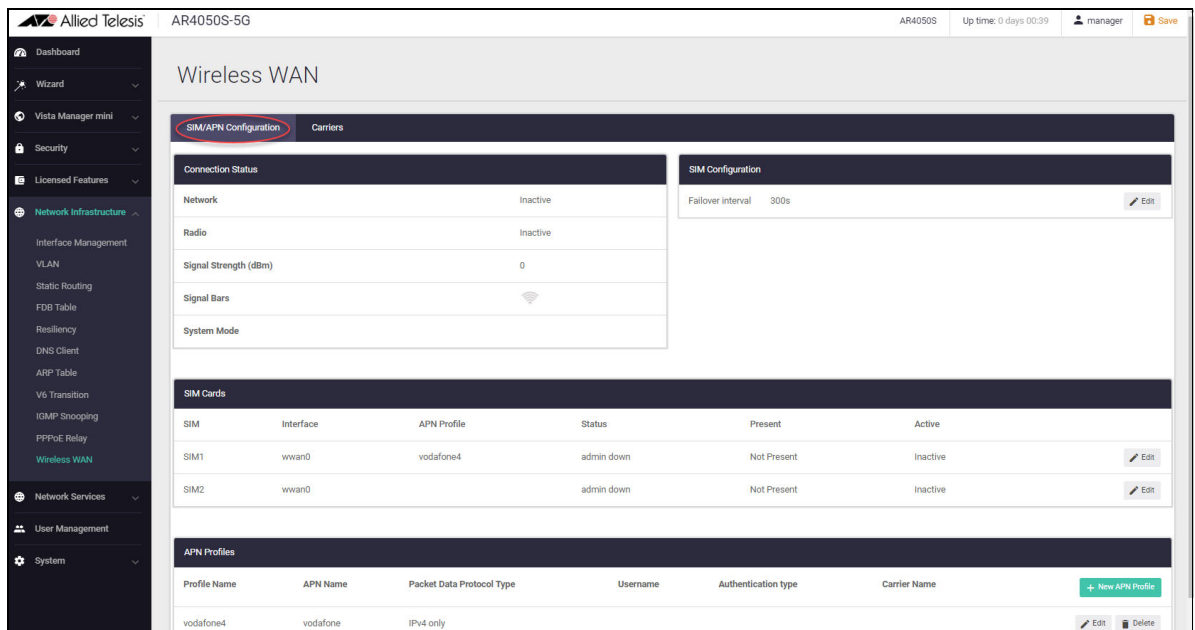 Allied Telesis
AR4050S-5G
AR4050S
Up time: 0 days 00:39
manager
Save
Dashboard
Wizard
Vista Manager mini
Security
Licensed Features
Network Infrastructure
Interface Management
VLAN
Static Routing
FDB Table
Resiliency
DNS Client
ARP Table
V6 Transition
IGMP Snooping
PPPoE Relay
Wireless WAN
Network Services
User Management
System
Wireless WAN
SIM/APN Configuration Carriers
Connection Status
Network Inactive
Radio Inactive
Signal Strength (dBm) 0
Signal Bars
System Mode
SIM Configuration
Failover interval 300s Edit
SIM Cards
SIM Interface APN Profile Status Present Active
SIM1 wwan0 vodafone4 admin down Not Present Inactive Edit
SIM2 wwan0 admin down Not Present Inactive Edit
APN Profiles
Profile Name APN Name Packet Data Protocol Type Username Authentication type Carrier Name + New APN Profile
vodafone4 vodafone IPv4 only Edit Delete